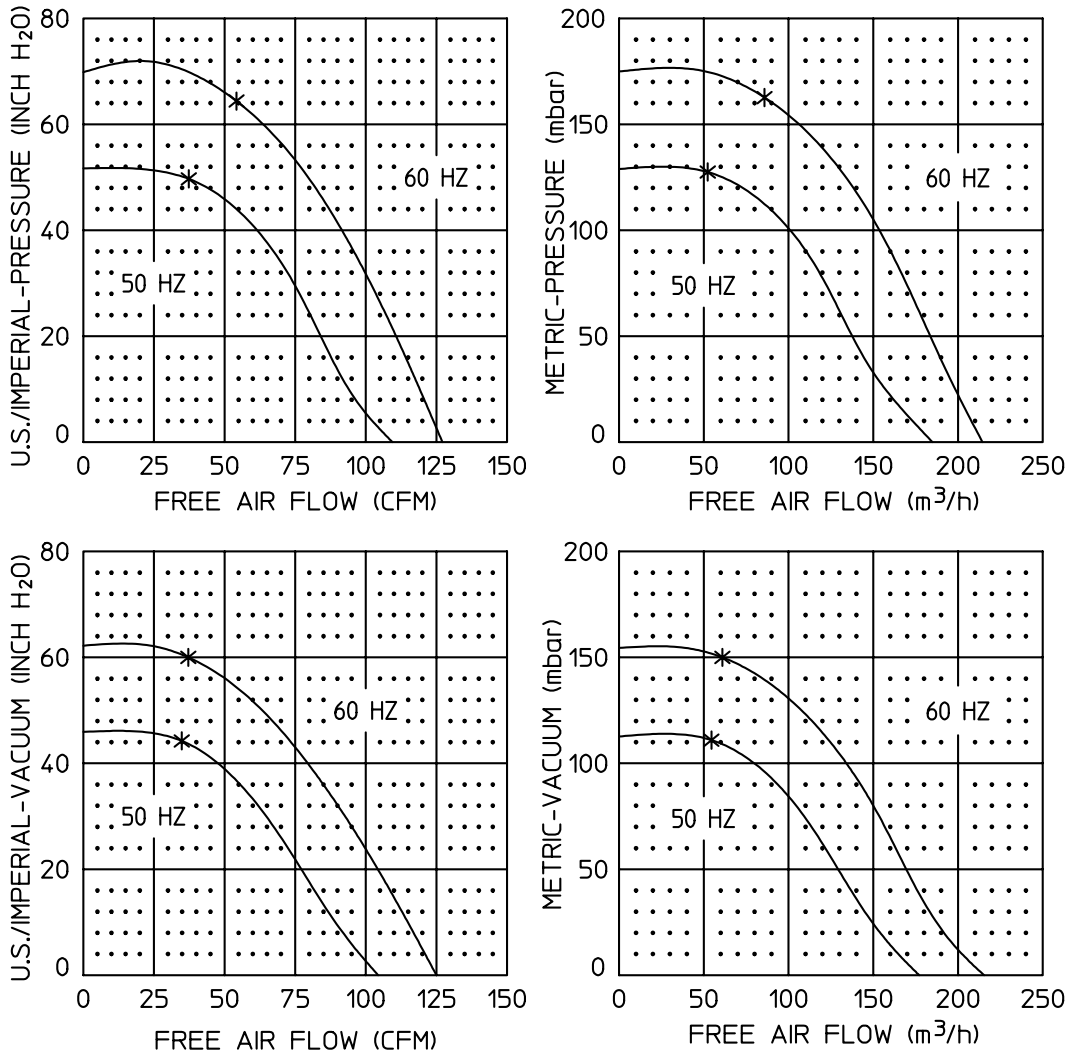 U.S./IMPERIAL-PRESSURE (INCH H₂O)
80
60
40
20
0
60 HZ
50 HZ
0 25 50 75 100 125 150
FREE AIR FLOW (CFM)
METRIC-PRESSURE (mbar)
200
150
100
50
0
60 HZ
50 HZ
0 50 100 150 200 250
FREE AIR FLOW (m³/h)
U.S./IMPERIAL-VACUUM (INCH H₂O)
80
60
40
20
0
60 HZ
50 HZ
0 25 50 75 100 125 150
FREE AIR FLOW (CFM)
METRIC-VACUUM (mbar)
200
150
100
50
0
60 HZ
50 HZ
0 50 100 150 200 250
FREE AIR FLOW (m³/h)